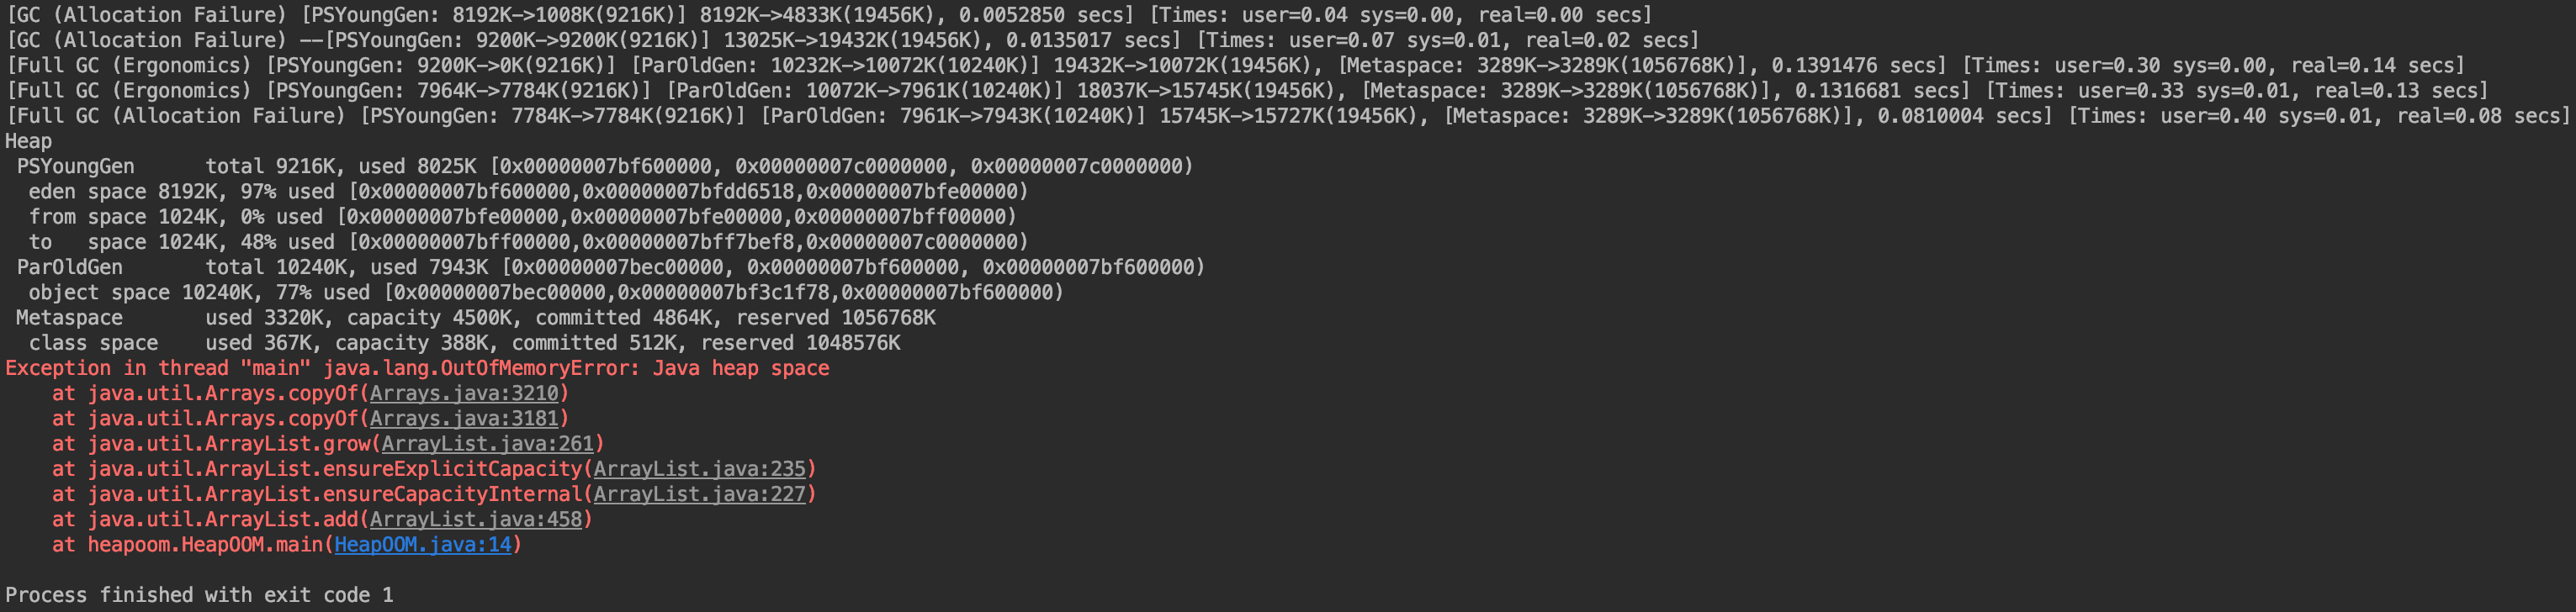 [GC (Allocation Failure) [PSYoungGen: 8192K->1008K(9216K)] 8192K->4833K(19456K), 0.0052850 secs] [Times: user=0.04 sys=0.00, real=0.00 secs]
[GC (Allocation Failure) --[PSYoungGen: 9200K->9200K(9216K)] 13025K->19432K(19456K), 0.0135017 secs] [Times: user=0.07 sys=0.01, real=0.02 secs]
[Full GC (Ergonomics) [PSYoungGen: 9200K->0K(9216K)] [ParOldGen: 10232K->10072K(10240K)] 19432K->10072K(19456K), [Metaspace: 3289K->3289K(1056768K)], 0.1391476 secs] [Times: user=0.30 sys=0.00, real=0.14 secs]
[Full GC (Ergonomics) [PSYoungGen: 7964K->7784K(9216K)] [ParOldGen: 10072K->7961K(10240K)] 18037K->15745K(19456K), [Metaspace: 3289K->3289K(1056768K)], 0.1316681 secs] [Times: user=0.33 sys=0.01, real=0.13 secs]
[Full GC (Allocation Failure) [PSYoungGen: 7784K->7784K(9216K)] [ParOldGen: 7961K->7943K(10240K)] 15745K->15727K(19456K), [Metaspace: 3289K->3289K(1056768K)], 0.0810004 secs] [Times: user=0.40 sys=0.01, real=0.08 secs]
Heap
 PSYoungGen      total 9216K, used 8025K [0x00000007bf600000, 0x00000007c0000000, 0x00000007c0000000)
  eden space 8192K, 97% used [0x00000007bf600000,0x00000007bfdd6518,0x00000007bfe00000)
  from space 1024K, 0% used [0x00000007bfe00000,0x00000007bfe00000,0x00000007bff00000)
  to   space 1024K, 48% used [0x00000007bff00000,0x00000007bff7bef8,0x00000007c0000000)
 ParOldGen       total 10240K, used 7943K [0x00000007bec00000, 0x00000007bf600000, 0x00000007bf600000)
  object space 10240K, 77% used [0x00000007bec00000,0x00000007bf3c1f78,0x00000007bf600000)
 Metaspace       used 3320K, capacity 4500K, committed 4864K, reserved 1056768K
  class space    used 367K, capacity 388K, committed 512K, reserved 1048576K
Exception in thread "main" java.lang.OutOfMemoryError: Java heap space
    at java.util.Arrays.copyOf(Arrays.java:3210)
    at java.util.Arrays.copyOf(Arrays.java:3181)
    at java.util.ArrayList.grow(ArrayList.java:261)
    at java.util.ArrayList.ensureExplicitCapacity(ArrayList.java:235)
    at java.util.ArrayList.ensureCapacityInternal(ArrayList.java:227)
    at java.util.ArrayList.add(ArrayList.java:458)
    at heapoom.HeapOOM.main(HeapOOM.java:14)

Process finished with exit code 1